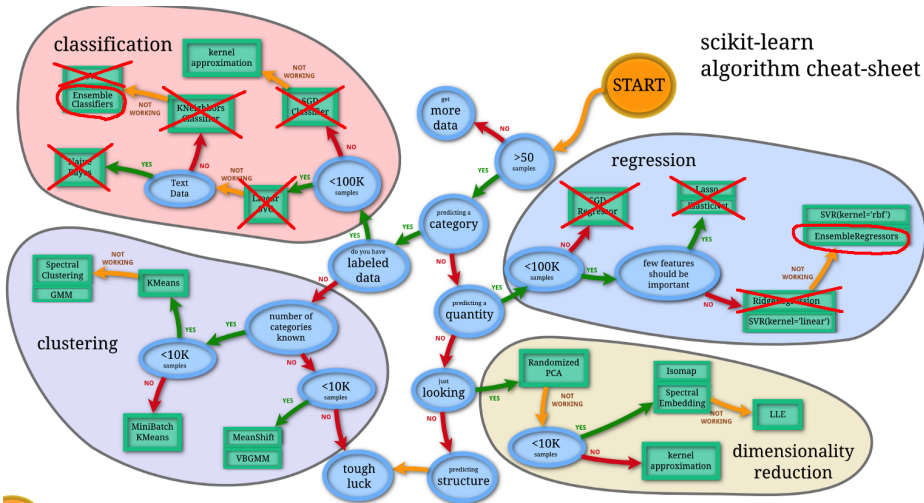 scikit-learn
algorithm cheat-sheet
START
classification
kernel
approximation
NOT
WORKING
Ensemble
Classifiers
NOT
WORKING
KNeighbors
Classifier
SGD
Classifier
YES
NO
NO
Naive
Bayes
Text
Data
NOT
WORKING
Linear
YES
<100K
samples
get
more
data
NO
>50
samples
YES
predicting a
category
YES
YES
do you have
labeled
data
NO
NO
regression
SGD
Regressor
Lasso
ElasticNet
SVR(kernel='rbf')
EnsembleRegressors
NO
YES
NOT
WORKING
<100K
samples
YES
few features
should be
important
NO
RidgeRegression
SVR(kernel='linear')
predicting a
quantity
YES
NO
Spectral
Clustering
GMM
NOT
WORKING
KMeans
YES
number of
categories
known
YES
NO
clustering
<10K
samples
NO
<10K
samples
YES
NO
MiniBatch
KMeans
MeanShift
VBGMM
just
looking
YES
NO
Randomized
PCA
NOT
WORKING
<10K
samples
YES
NO
Isomap
Spectral
Embedding
NOT
WORKING
LLE
kernel
approximation
dimensionality
reduction
tough
luck
predicting
structure